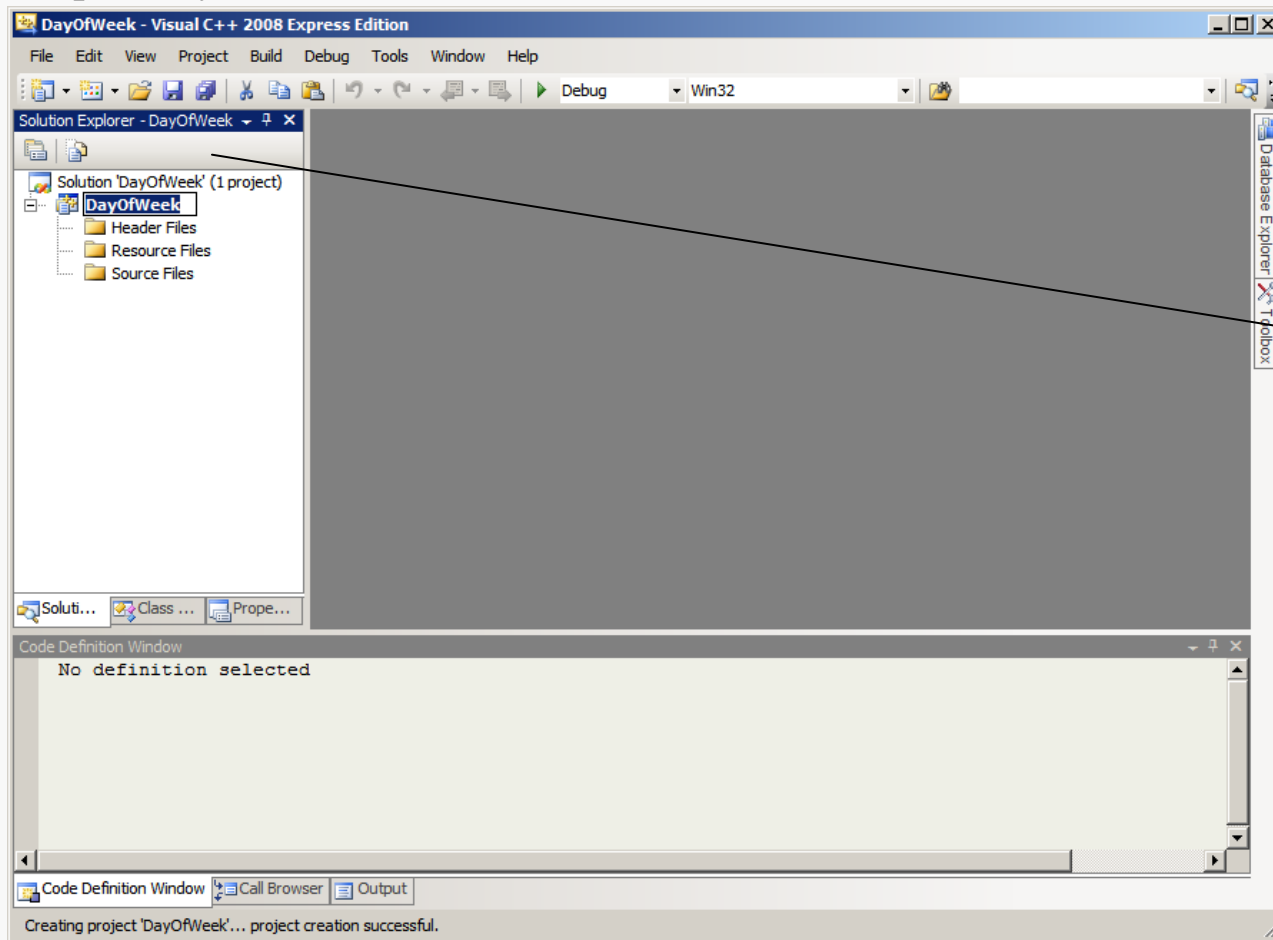 DayOfWeek - Visual C++ 2008 Express Edition
File Edit View Project Build Debug Tools Window Help
Debug Win32
Solution Explorer - DayOfWeek
Solution 'DayOfWeek' (1 project)
DayOfWeek
Header Files
Resource Files
Source Files
Database Explorer
Toolbox
Soluti... Class ... Prope...
Code Definition Window
No definition selected
Code Definition Window Call Browser Output
Creating project 'DayOfWeek'... project creation successful.